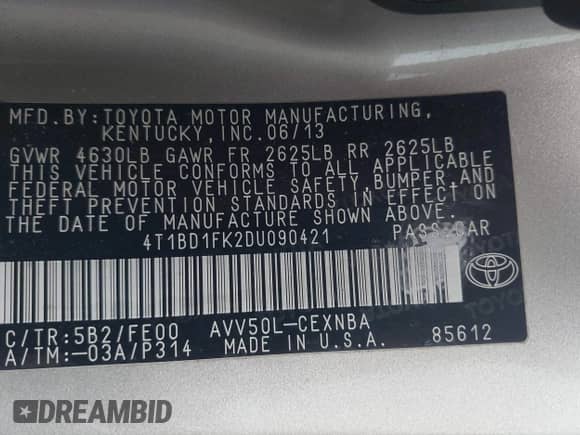 MFD.BY:TOYOTA MOTOR MANUFACTURING,
KENTUCKY,INC.06/13
GVWR 4630LB GAWR FR 2625LB RR 2625LB
THIS VEHICLE CONFORMS TO ALL APPLICABLE
FEDERAL MOTOR VEHICLE SAFETY,BUMPER,AND
THEFT PREVENTION STANDARDS IN EFFECT ON
THE DATE OF MANUFACTURE SHOWN ABOVE.
4T1BD1FK2DU090421 PASS.CAR
C/TR:5B2/FE00 AVV50L-CEXNBA
A/TM:-03A/P314 MADE IN U.S.A. 85612
DREAMBID